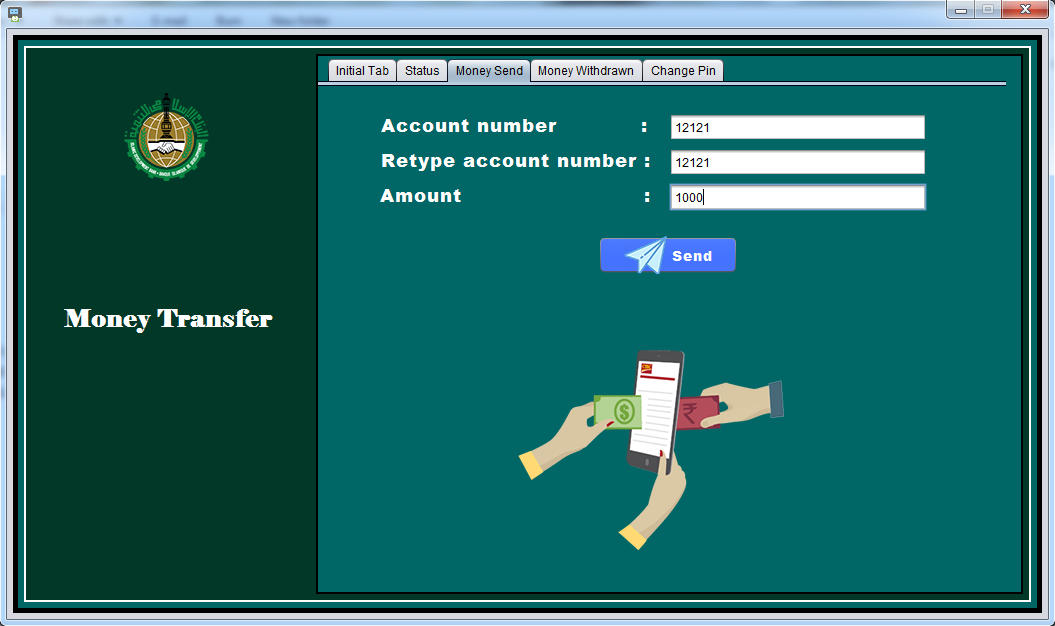 Initial Tab
Status
Money Send
Money Withdrawn
Change Pin
Account number : 12121
Retype account number : 12121
Amount : 1000
Send
Money Transfer
$
₹